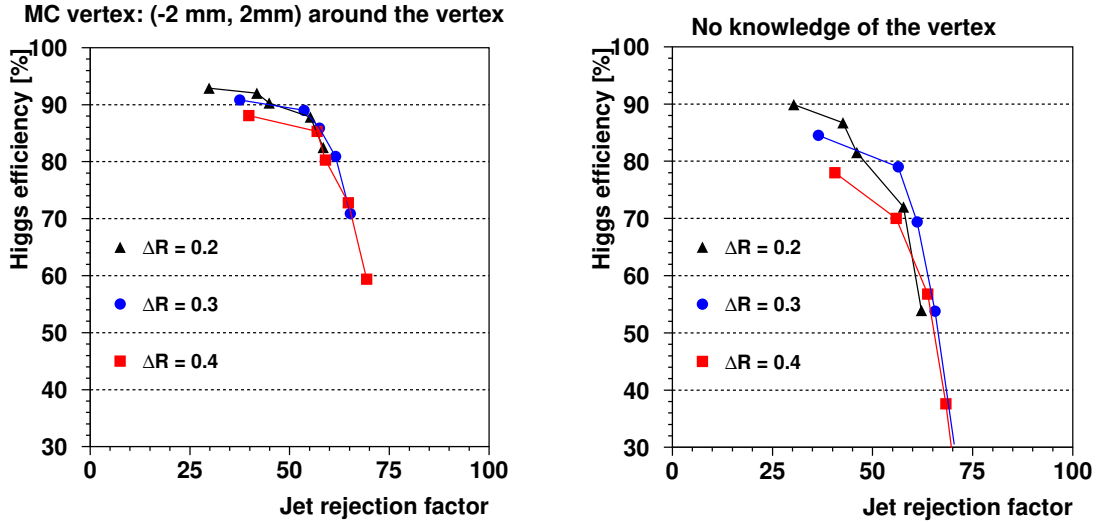 MC vertex: (-2 mm, 2mm) around the vertex
Higgs efficiency [%]
100
90
80
70
60
50
40
30
ΔR = 0.2
ΔR = 0.3
ΔR = 0.4
0 25 50 75 100
Jet rejection factor
No knowledge of the vertex
Higgs efficiency [%]
100
90
80
70
60
50
40
30
ΔR = 0.2
ΔR = 0.3
ΔR = 0.4
0 25 50 75 100
Jet rejection factor